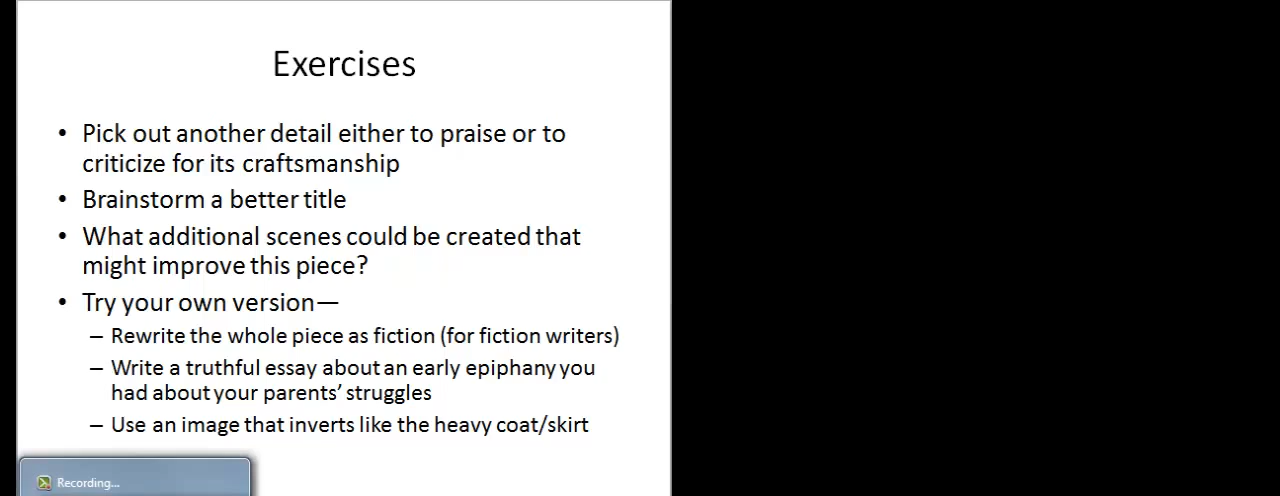 Exercises
• Pick out another detail either to praise or to
criticize for its craftsmanship
• Brainstorm a better title
• What additional scenes could be created that
might improve this piece?
• Try your own version—
– Rewrite the whole piece as fiction (for fiction writers)
– Write a truthful essay about an early epiphany you
had about your parents’ struggles
– Use an image that inverts like the heavy coat/skirt
Recording...